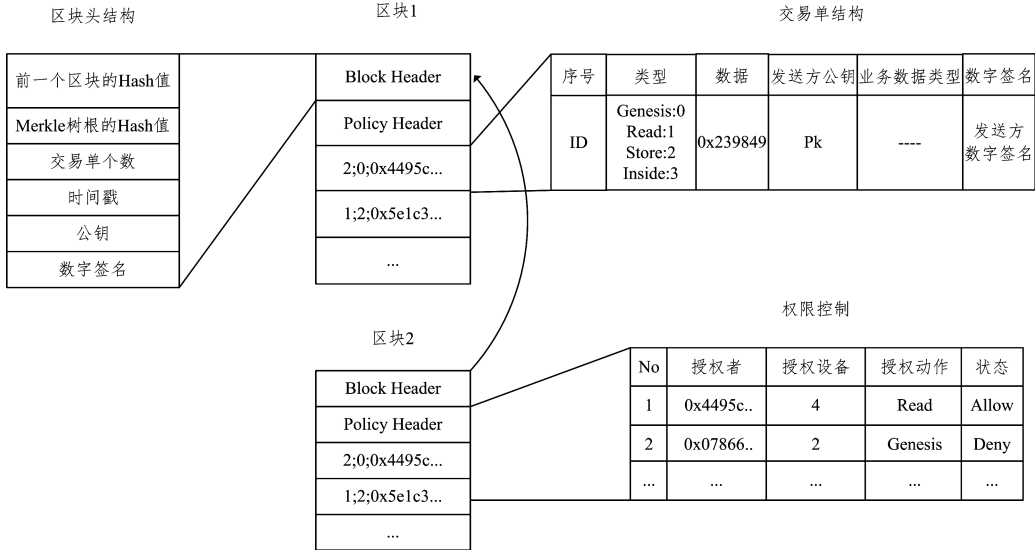 区块头结构
前一个区块的Hash值
Merkle树根的Hash值
交易单个数
时间戳
公钥
数字签名
区块1
Block Header
Policy Header
2;0;0x4495c...
1;2;0x5e1c3...
...
交易单结构
序号 类型 数据 发送方公钥 业务数据类型 数字签名
ID
Genesis:0
Read:1
Store:2
Inside:3
0x239849
Pk
----
发送方
数字签名
区块2
Block Header
Policy Header
2;0;0x4495c...
1;2;0x5e1c3...
...
权限控制
No 授权者 授权设备 授权动作 状态
1 0x4495c.. 4 Read Allow
2 0x07866.. 2 Genesis Deny
... ... ... ... ...